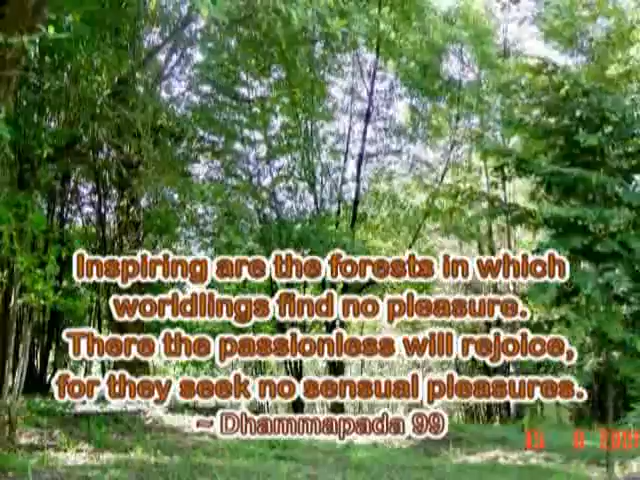 Inspiring are the forests in which
worldlings find no pleasure.
There the passionless will rejoice,
for they seek no sensual pleasures.
~ Dhammapada 99